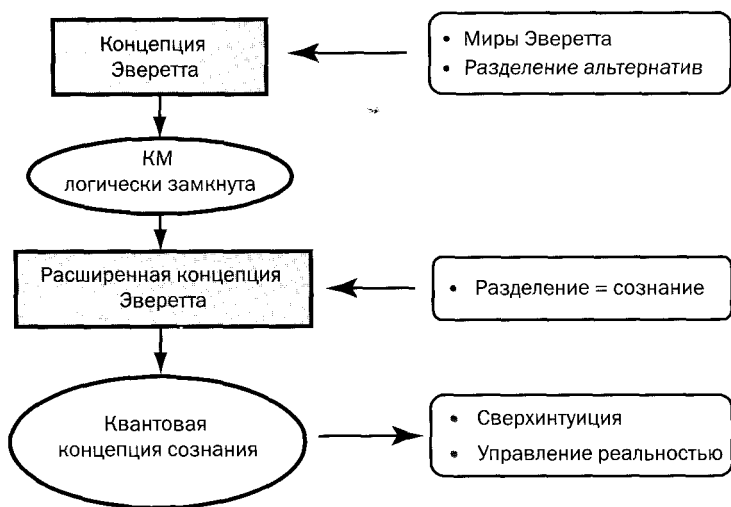 Концепция
Эверетта
• Миры Эверетта
• Разделение альтернатив
КМ
логически замкнута
Расширенная концепция
Эверетта
• Разделение = сознание
Квантовая
концепция сознания
• Сверхинтуиция
• Управление реальностью